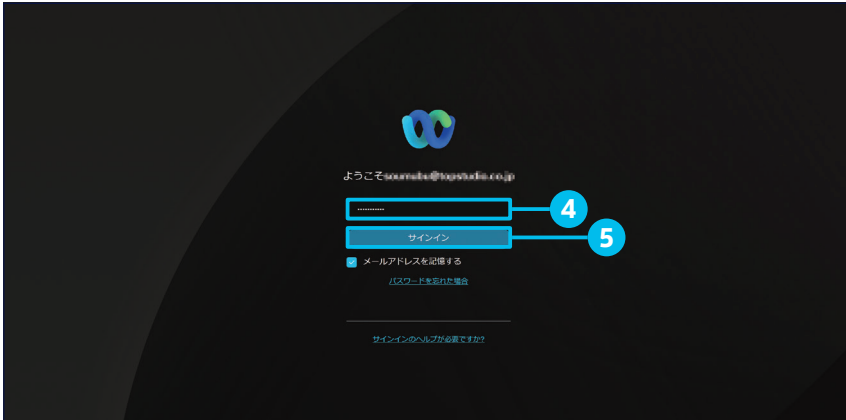 ようこそ
•••••••••••
4
サインイン
5
メールアドレスを記憶する
パスワードを忘れた場合
サインインのヘルプが必要ですか?